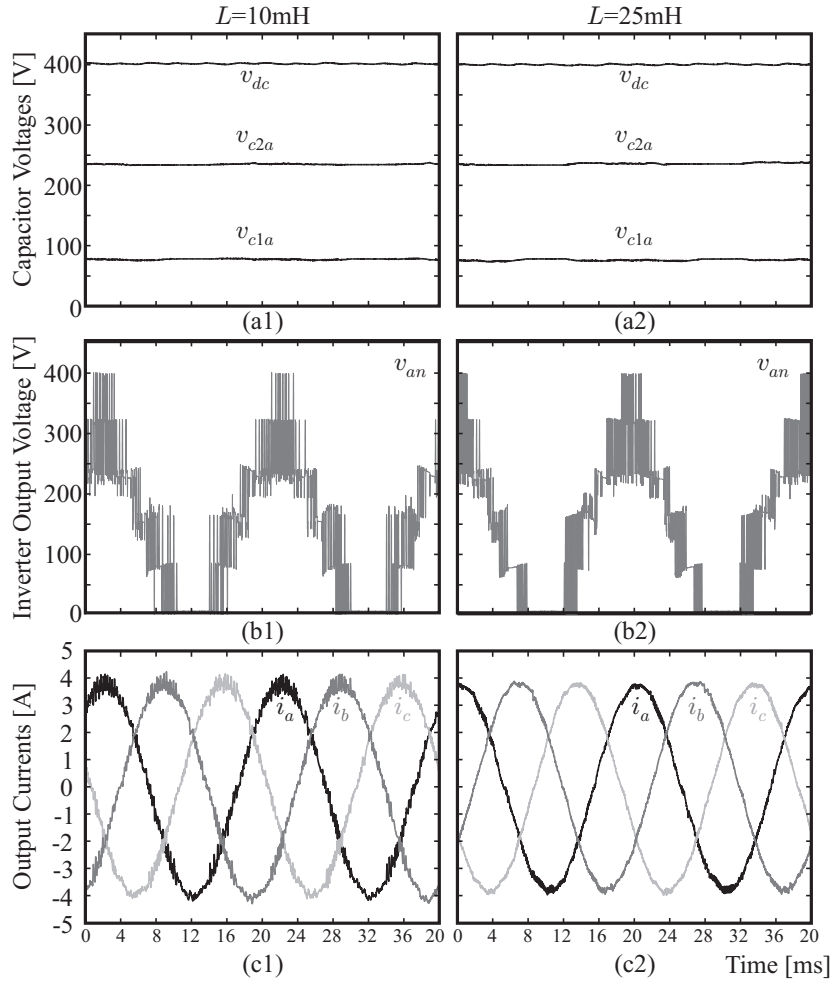 L=10mH
L=25mH
Capacitor Voltages [V]
400
300
200
100
0
v_dc
v_c2a
v_c1a
v_dc
v_c2a
v_c1a
(a1)
(a2)
Inverter Output Voltage [V]
400
300
200
100
0
v_an
v_an
(b1)
(b2)
Output Currents [A]
5
4
3
2
1
0
-1
-2
-3
-4
-5
i_a
i_b
i_c
i_a
i_b
i_c
0 4 8 12 16 20 24 28 32 36 20
0 4 8 12 16 20 24 28 32 36 20
(c1)
(c2)
Time [ms]